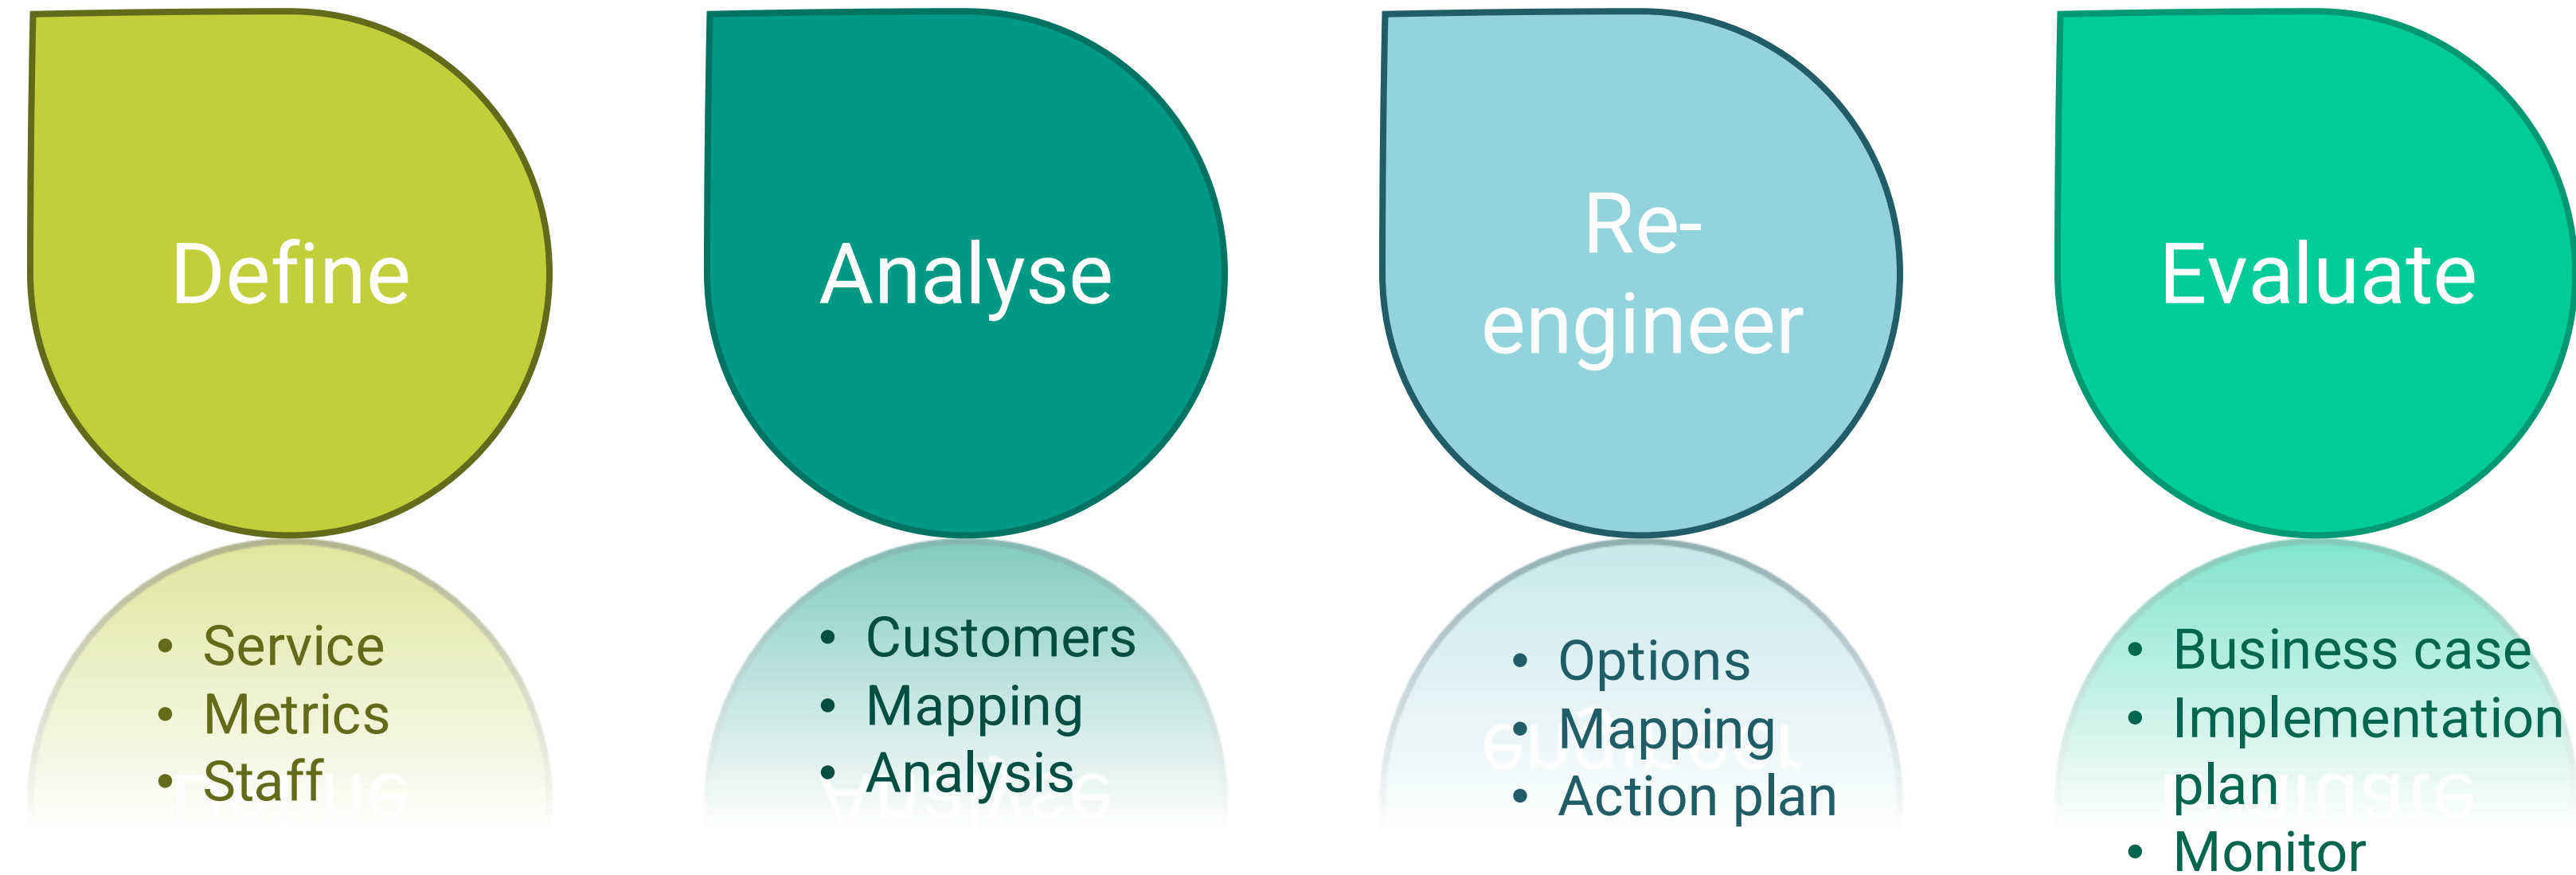 Define
Analyse
Re-
engineer
Evaluate
• Service
• Metrics
• Staff
• Customers
• Mapping
• Analysis
• Options
• Mapping
• Action plan
• Business case
• Implementation
plan
• Monitor